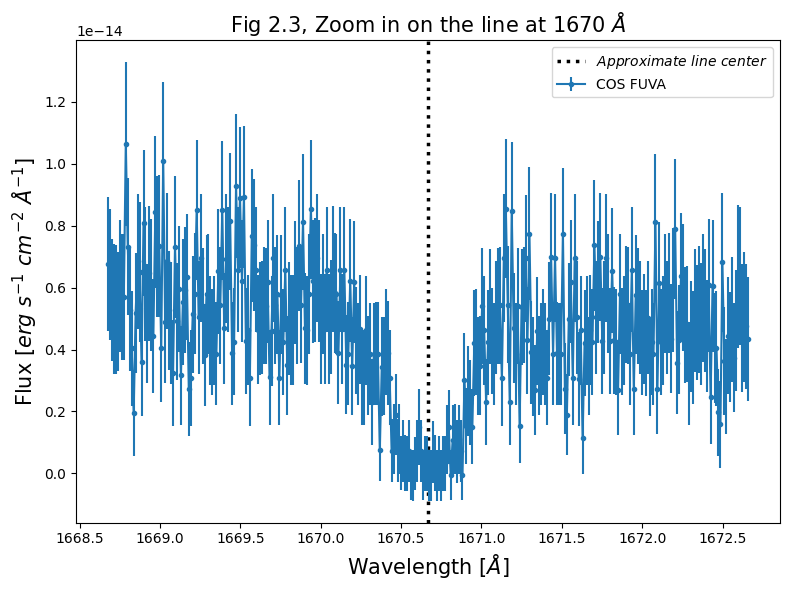 Fig 2.3, Zoom in on the line at 1670 Å
1e−14
Approximate line center
COS FUVA
1.2
1.0
0.8
0.6
0.4
0.2
0.0
Flux [erg s⁻¹ cm⁻² Å⁻¹]
1668.5 1669.0 1669.5 1670.0 1670.5 1671.0 1671.5 1672.0 1672.5
Wavelength [Å]